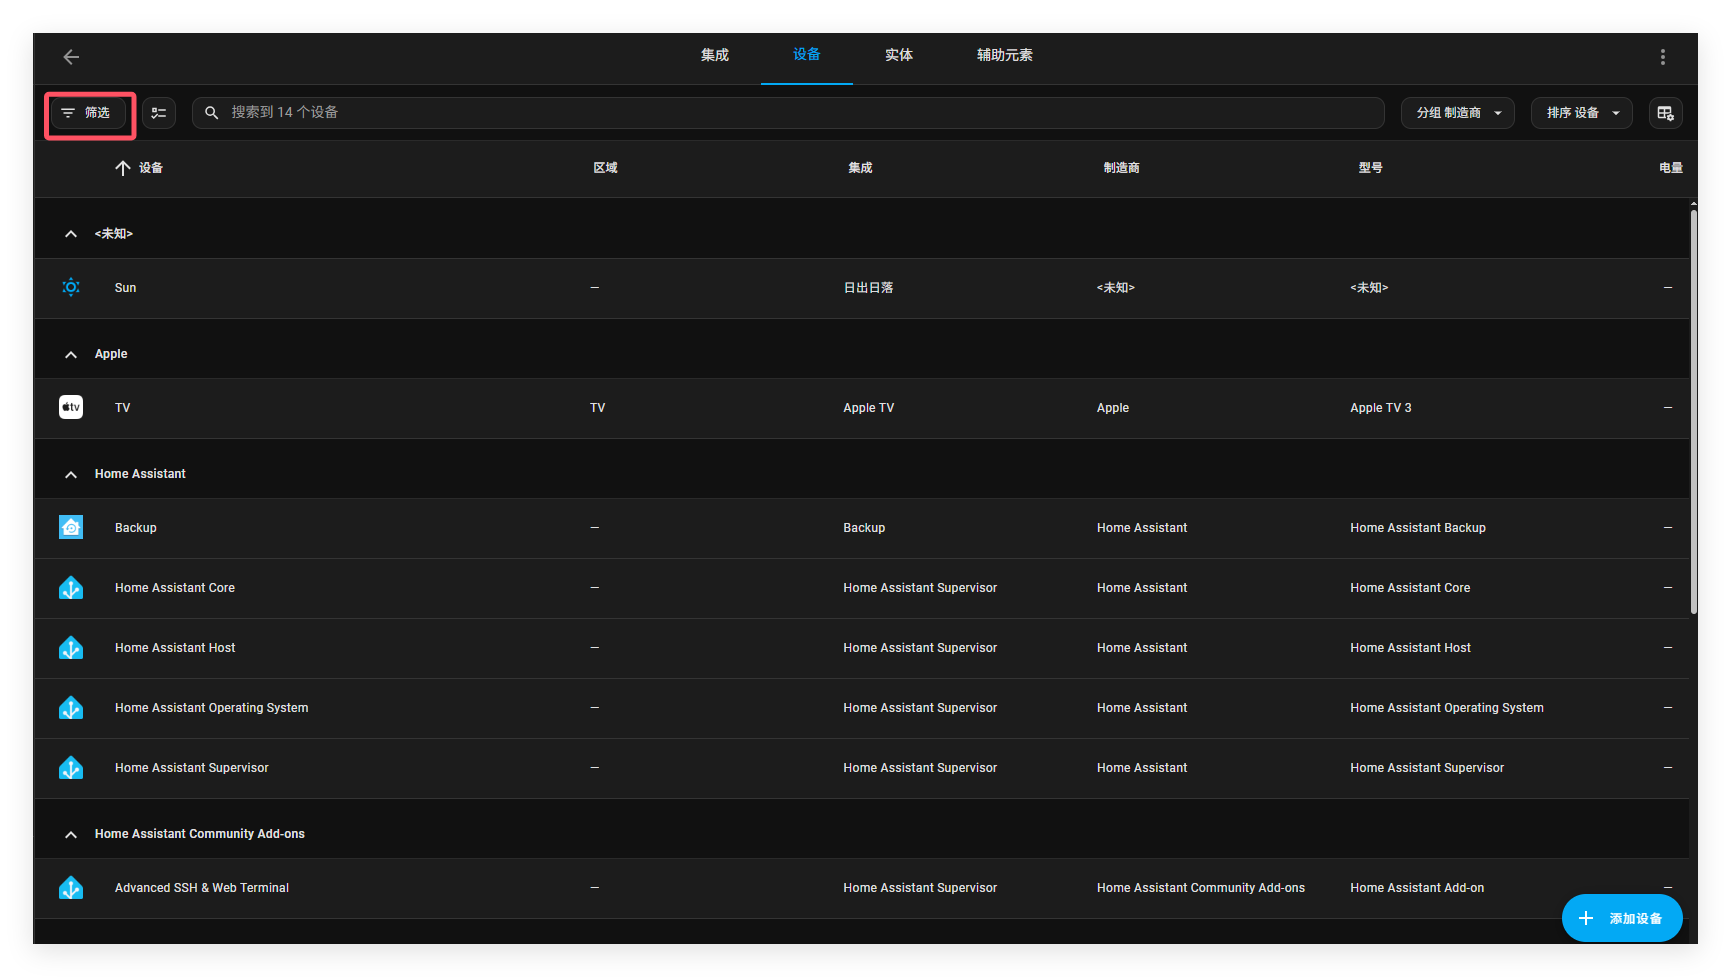 集成 设备 实体 辅助元素
筛选 搜索到 14 个设备 分组 制造商 排序 设备
设备 区域 集成 制造商 型号 电量
<未知>
Sun — 日出日落 <未知> <未知> —
Apple
tv TV TV Apple TV Apple Apple TV 3 —
Home Assistant
Backup — Backup Home Assistant Home Assistant Backup —
Home Assistant Core — Home Assistant Supervisor Home Assistant Home Assistant Core —
Home Assistant Host — Home Assistant Supervisor Home Assistant Home Assistant Host —
Home Assistant Operating System — Home Assistant Supervisor Home Assistant Home Assistant Operating System —
Home Assistant Supervisor — Home Assistant Supervisor Home Assistant Home Assistant Supervisor —
Home Assistant Community Add-ons
Advanced SSH & Web Terminal — Home Assistant Supervisor Home Assistant Community Add-ons Home Assistant Add-on —
添加设备